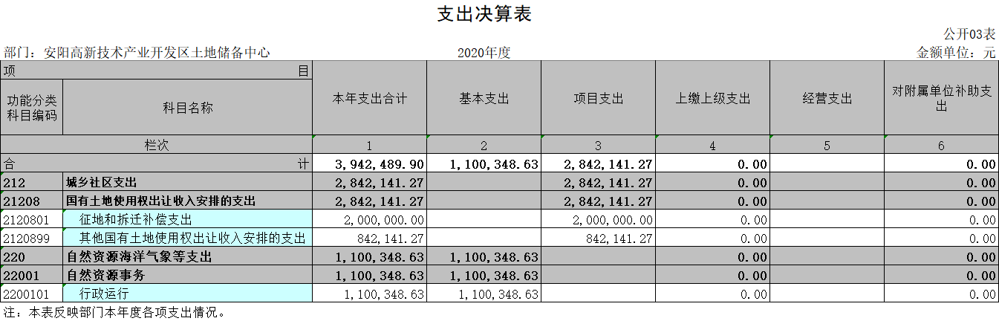 支出决算表
公开03表
部门：安阳高新技术产业开发区土地储备中心 2020年度 金额单位：元
项 目
功能分类科目编码 科目名称 本年支出合计 基本支出 项目支出 上缴上级支出 经营支出 对附属单位补助支出
栏次 1 2 3 4 5 6
合 计 3,942,489.90 1,100,348.63 2,842,141.27 0.00 0.00
212 城乡社区支出 2,842,141.27 2,842,141.27 0.00 0.00
21208 国有土地使用权出让收入安排的支出 2,842,141.27 2,842,141.27 0.00 0.00
2120801 征地和拆迁补偿支出 2,000,000.00 2,000,000.00 0.00 0.00
2120899 其他国有土地使用权出让收入安排的支出 842,141.27 842,141.27 0.00 0.00
220 自然资源海洋气象等支出 1,100,348.63 1,100,348.63 0.00 0.00
22001 自然资源事务 1,100,348.63 1,100,348.63 0.00 0.00
2200101 行政运行 1,100,348.63 1,100,348.63 0.00 0.00
注：本表反映部门本年度各项支出情况。